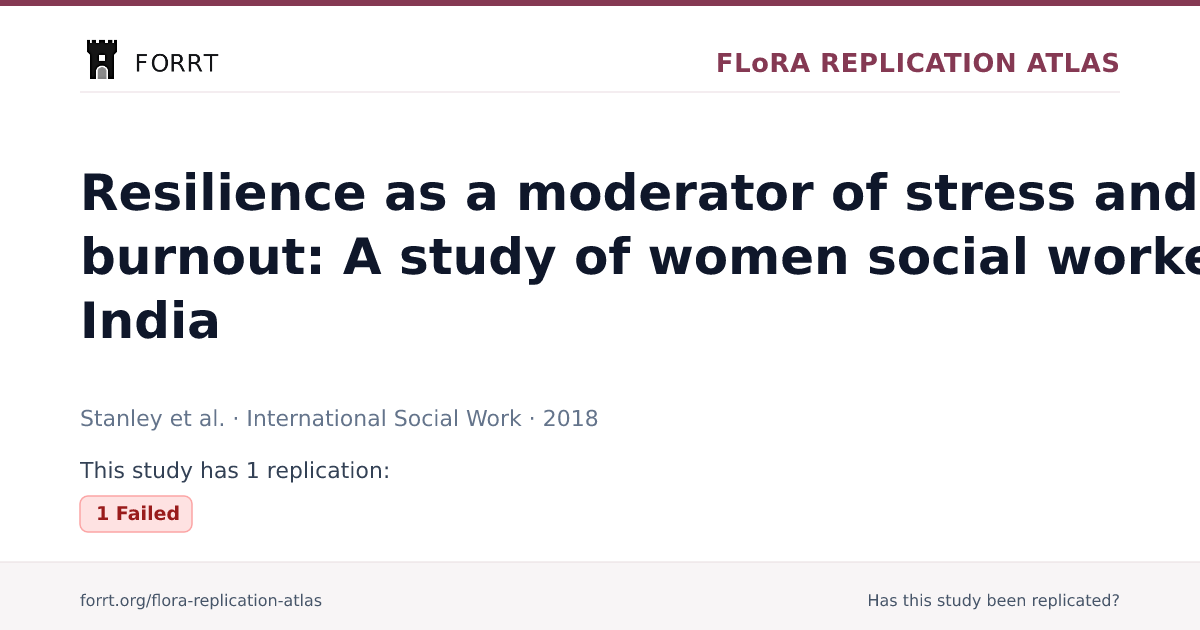 FORRT
FLoRA REPLICATION ATLAS
Resilience as a moderator of stress and
burnout: A study of women social worke
India
Stanley et al. · International Social Work · 2018
This study has 1 replication:
1 Failed
forrt.org/flora-replication-atlas
Has this study been replicated?